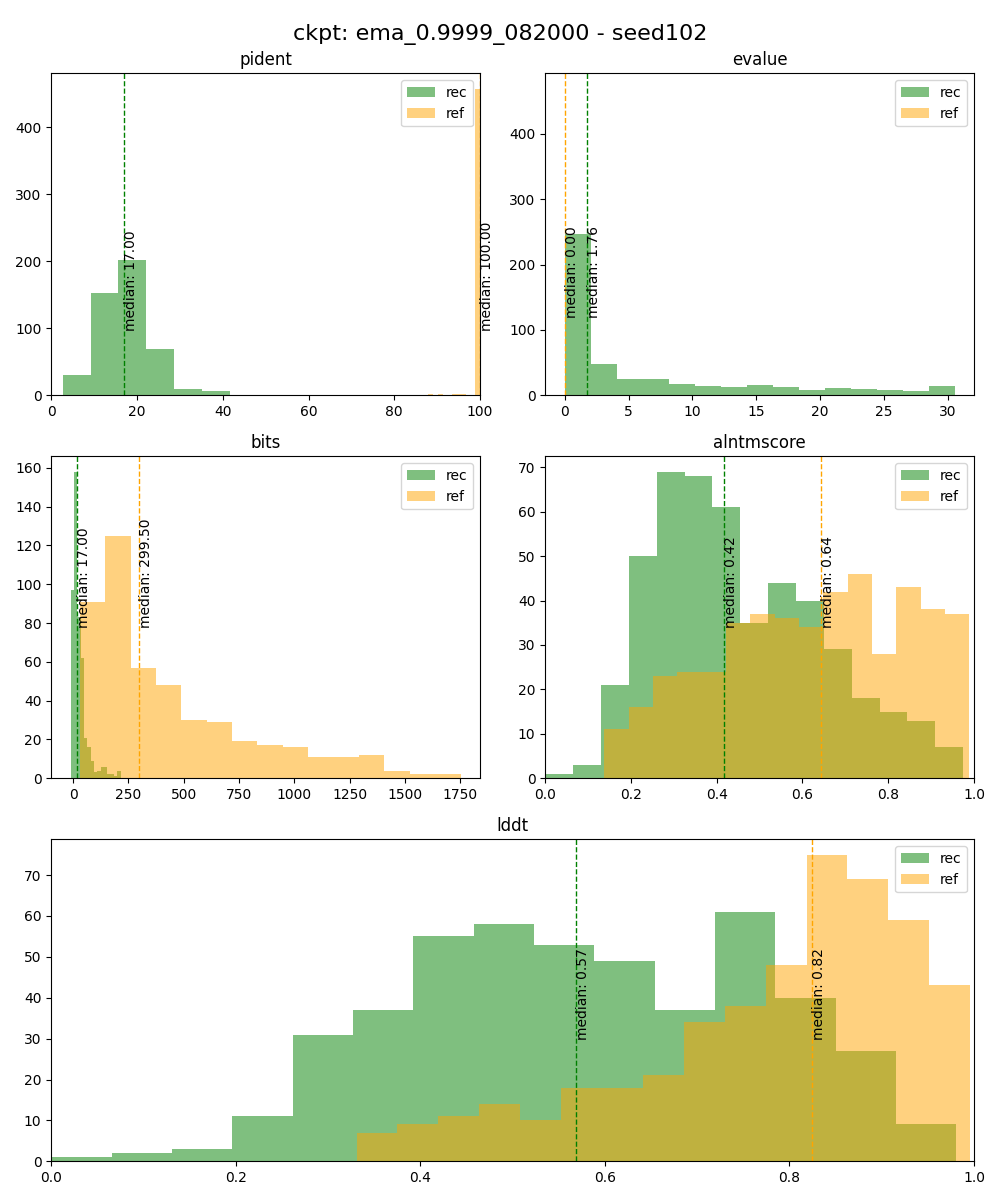 ckpt: ema_0.9999_082000 - seed102
pident
rec
ref
median: 17.00
median: 100.00
0 100 200 300 400
0 20 40 60 80 100
evalue
rec
ref
median: 0.00
median: 1.76
0 100 200 300 400
0 5 10 15 20 25 30
bits
rec
ref
median: 17.00
median: 299.50
0 20 40 60 80 100 120 140 160
0 250 500 750 1000 1250 1500 1750
alntmscore
rec
ref
median: 0.42
median: 0.64
0 10 20 30 40 50 60 70
0.0 0.2 0.4 0.6 0.8 1.0
lddt
rec
ref
median: 0.57
median: 0.82
0 10 20 30 40 50 60 70
0.0 0.2 0.4 0.6 0.8 1.0